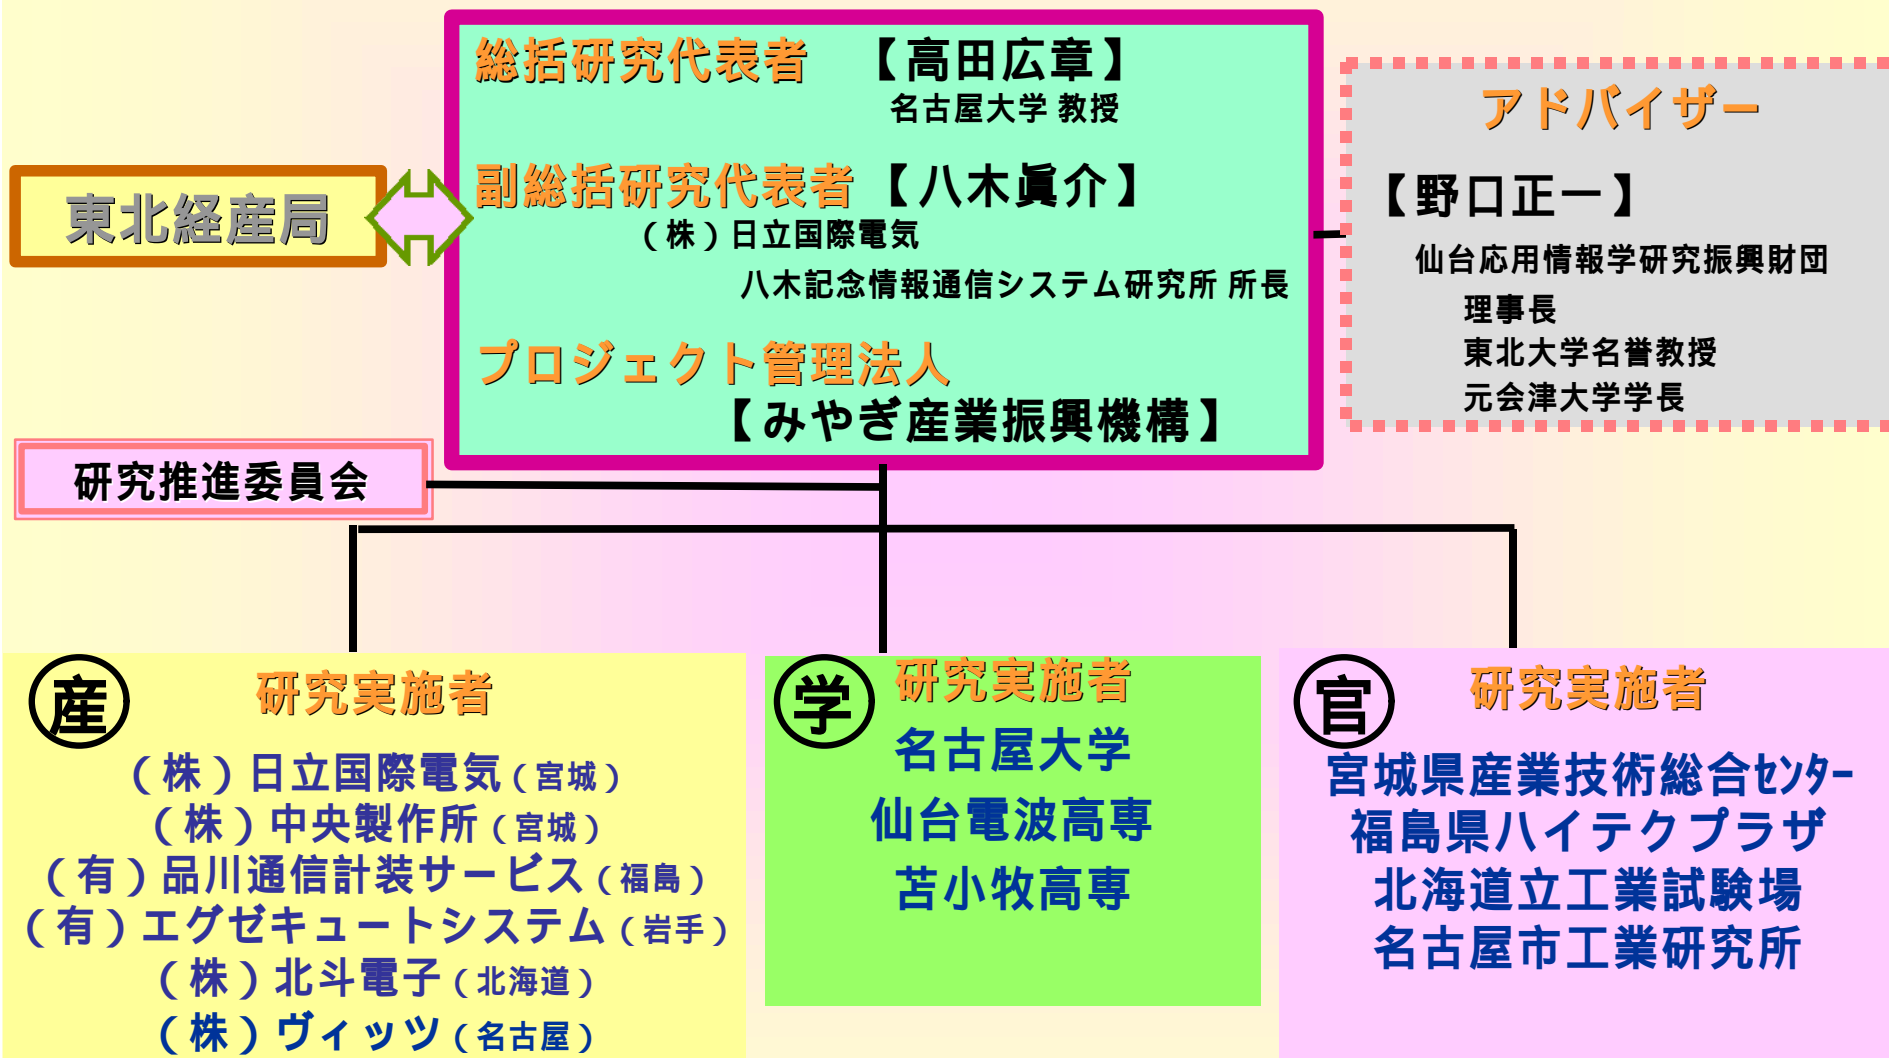 総括研究代表者 【高田広章】
名古屋大学 教授
副総括研究代表者【八木眞介】
（株）日立国際電気
八木記念情報通信システム研究所 所長
プロジェクト管理法人
【みやぎ産業振興機構】
東北経産局
アドバイザー
【野口正一】
仙台応用情報学研究振興財団
理事長
東北大学名誉教授
元会津大学学長
研究推進委員会
産 研究実施者
（株）日立国際電気（宮城）
（株）中央製作所（宮城）
（有）品川通信計装サービス（福島）
（有）エグゼキュートシステム（岩手）
（株）北斗電子（北海道）
（株）ヴィッツ（名古屋）
学 研究実施者
名古屋大学
仙台電波高専
苫小牧高専
官 研究実施者
宮城県産業技術総合ｾﾝﾀｰ
福島県ハイテクプラザ
北海道立工業試験場
名古屋市工業研究所